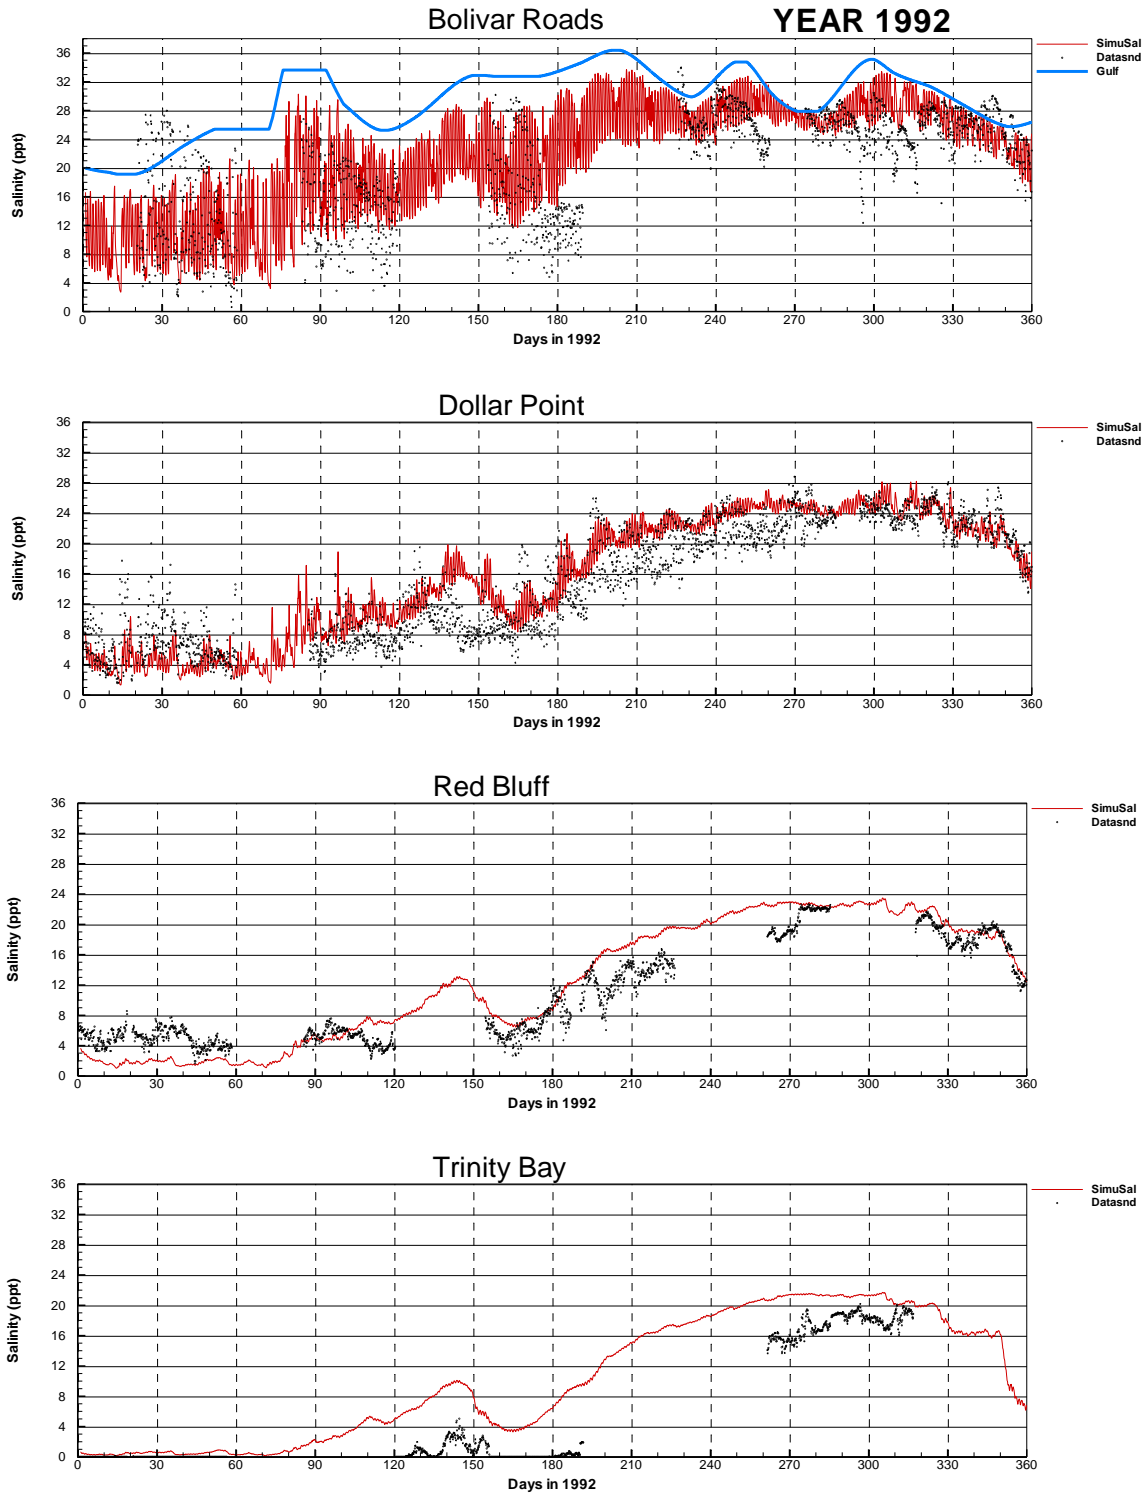 Bolivar Roads
YEAR 1992
SimuSal
Datasnd
Gulf
Salinity (ppt)
36
32
28
24
20
16
12
8
4
0
0 30 60 90 120 150 180 210 240 270 300 330 360
Days in 1992
Dollar Point
SimuSal
Datasnd
Salinity (ppt)
36
32
28
24
20
16
12
8
4
0
0 30 60 90 120 150 180 210 240 270 300 330 360
Days in 1992
Red Bluff
SimuSal
Datasnd
Salinity (ppt)
36
32
28
24
20
16
12
8
4
0
0 30 60 90 120 150 180 210 240 270 300 330 360
Days in 1992
Trinity Bay
SimuSal
Datasnd
Salinity (ppt)
36
32
28
24
20
16
12
8
4
0
0 30 60 90 120 150 180 210 240 270 300 330 360
Days in 1992